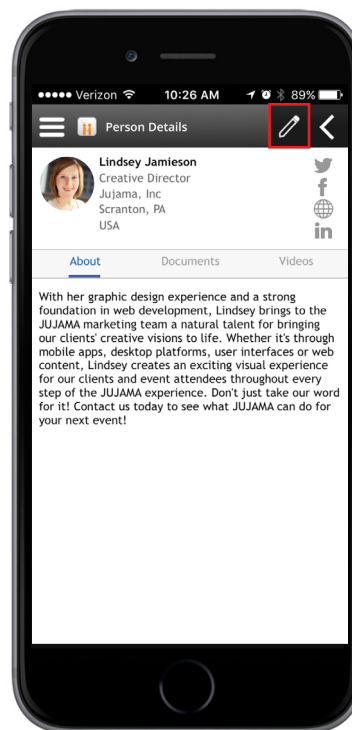 Verizon 10:26 AM 89%
Person Details
Lindsey Jamieson
Creative Director
Jujama, Inc
Scranton, PA
USA
About Documents Videos
With her graphic design experience and a strong
foundation in web development, Lindsey brings to the
JUJAMA marketing team a natural talent for bringing
our clients' creative visions to life. Whether it's through
mobile apps, desktop platforms, user interfaces or web
content, Lindsey creates an exciting visual experience
for our clients and event attendees throughout every
step of the JUJAMA experience. Don't just take our word
for it! Contact us today to see what JUJAMA can do for
your next event!